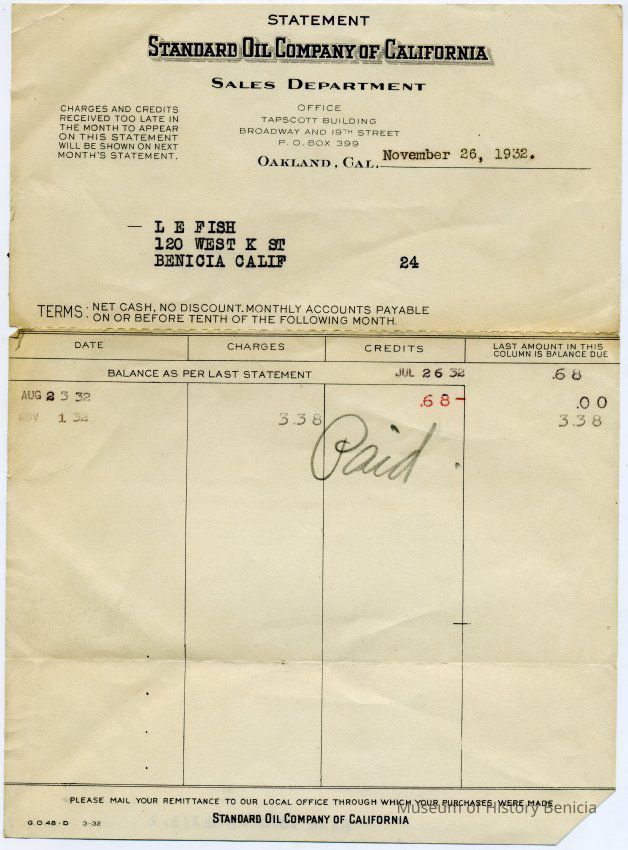 STATEMENT
STANDARD OIL COMPANY OF CALIFORNIA
SALES DEPARTMENT
CHARGES AND CREDITS
RECEIVED TOO LATE IN
THE MONTH TO APPEAR
ON THIS STATEMENT
WILL BE SHOWN ON NEXT
MONTH'S STATEMENT.
OFFICE
TAPSCOTT BUILDING
BROADWAY AND 19TH STREET
P. O. BOX 399
OAKLAND, CAL. November 26, 1932.
— L E FISH
120 WEST K ST
BENICIA CALIF 24
TERMS: NET CASH, NO DISCOUNT. MONTHLY ACCOUNTS PAYABLE
ON OR BEFORE TENTH OF THE FOLLOWING MONTH.
DATE CHARGES CREDITS LAST AMOUNT IN THIS
COLUMN IS BALANCE DUE
BALANCE AS PER LAST STATEMENT JUL 26 32 .68
AUG 23 32 .68- .00
NOV 1 32 3.38 3.38
Paid.
PLEASE MAIL YOUR REMITTANCE TO OUR LOCAL OFFICE THROUGH WHICH YOUR PURCHASES WERE MADE
Museum of History Benicia
STANDARD OIL COMPANY OF CALIFORNIA
G.O 48-D 3-32